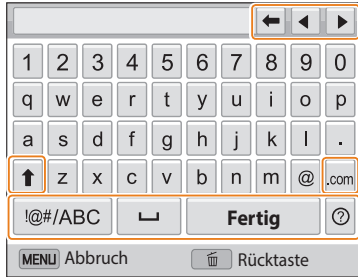 1 2 3 4 5 6 7 8 9 0
q w e r t y u i o p
a s d f g h j k l .
z x c v b n m @ .com
!@#/ABC Fertig ?
MENU Abbruch Rücktaste